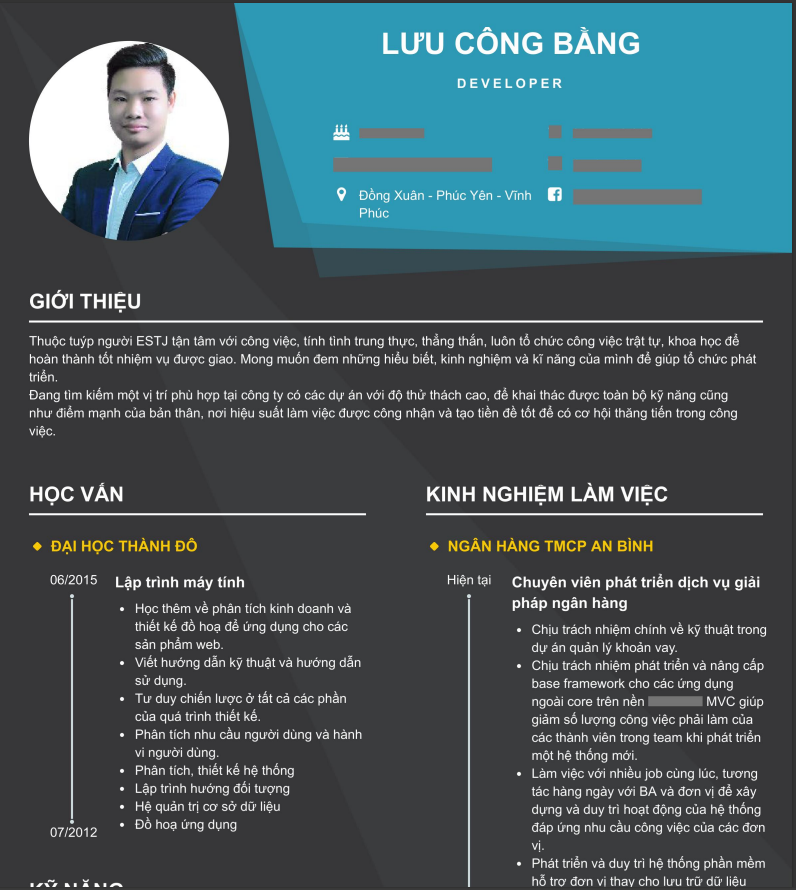 LƯU CÔNG BẰNG
DEVELOPER
Đồng Xuân - Phúc Yên - Vĩnh
Phúc
GIỚI THIỆU
Thuộc tuýp người ESTJ tận tâm với công việc, tính tình trung thực, thẳng thắn, luôn tổ chức công việc trật tự, khoa học để
hoàn thành tốt nhiệm vụ được giao. Mong muốn đem những hiểu biết, kinh nghiệm và kĩ năng của mình để giúp tổ chức phát
triển.
Đang tìm kiếm một vị trí phù hợp tại công ty có các dự án với độ thử thách cao, để khai thác được toàn bộ kỹ năng cũng
như điểm mạnh của bản thân, nơi hiệu suất làm việc được công nhận và tạo tiền đề tốt để có cơ hội thăng tiến trong công
việc.
HỌC VẤN
ĐẠI HỌC THÀNH ĐÔ
06/2015
Lập trình máy tính
Học thêm về phân tích kinh doanh và
thiết kế đồ hoạ để ứng dụng cho các
sản phẩm web.
Viết hướng dẫn kỹ thuật và hướng dẫn
sử dụng.
Tư duy chiến lược ở tất cả các phần
của quá trình thiết kế.
Phân tích nhu cầu người dùng và hành
vi người dùng.
Phân tích, thiết kế hệ thống
Lập trình hướng đối tượng
Hệ quản trị cơ sở dữ liệu
Đồ hoạ ứng dụng
07/2012
KỸ NĂNG
KINH NGHIỆM LÀM VIỆC
NGÂN HÀNG TMCP AN BÌNH
Hiện tại
Chuyên viên phát triển dịch vụ giải
pháp ngân hàng
Chịu trách nhiệm chính về kỹ thuật trong
dự án quản lý khoản vay.
Chịu trách nhiệm phát triển và nâng cấp
base framework cho các ứng dụng
ngoài core trên nền MVC giúp
giảm số lượng công việc phải làm của
các thành viên trong team khi phát triển
một hệ thống mới.
Làm việc với nhiều job cùng lúc, tương
tác hàng ngày với BA và đơn vị để xây
dựng và duy trì hoạt động của hệ thống
đáp ứng nhu cầu công việc của các đơn
vị.
Phát triển và duy trì hệ thống phần mềm
hỗ trợ đơn vị thay cho lưu trữ dữ liệu